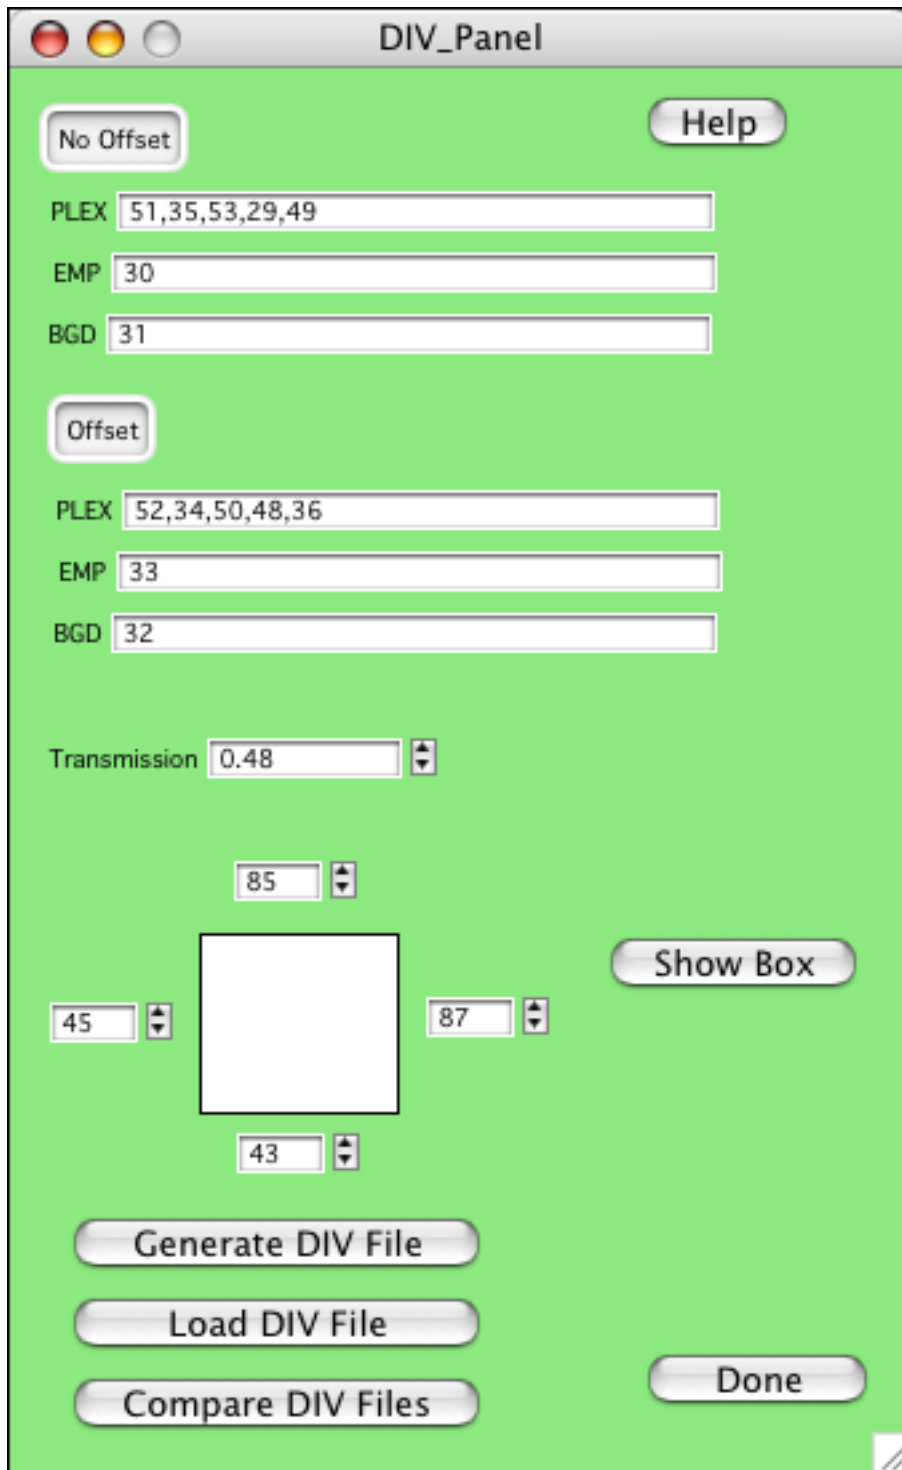 DIV_Panel
No Offset
Help
PLEX 51,35,53,29,49
EMP 30
BGD 31
Offset
PLEX 52,34,50,48,36
EMP 33
BGD 32
Transmission 0.48
85
Show Box
45
87
43
Generate DIV File
Load DIV File
Done
Compare DIV Files